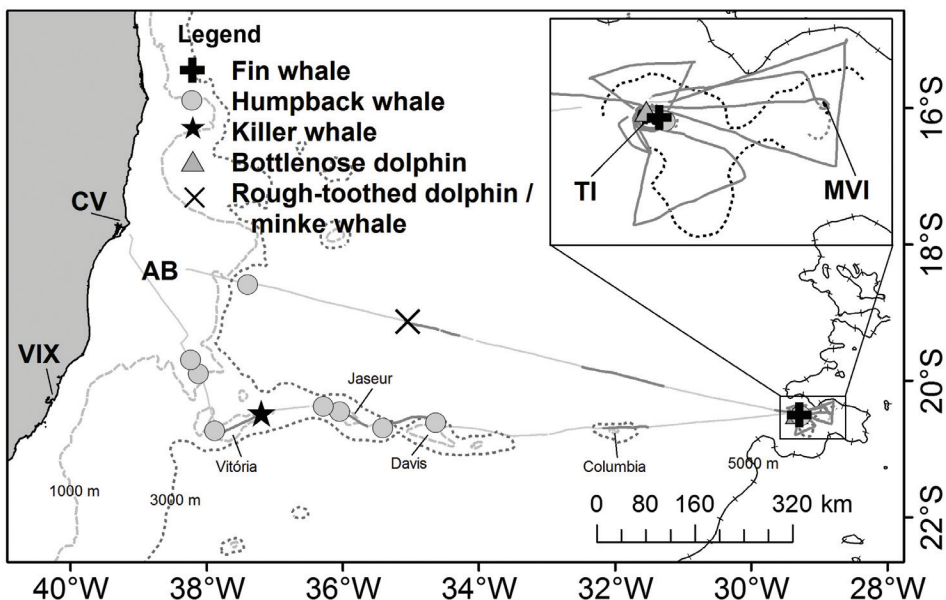 Legend
Fin whale
Humpback whale
Killer whale
Bottlenose dolphin
Rough-toothed dolphin /
minke whale
CV
AB
VIX
TI
MVI
Jaseur
Vitória
Davis
Columbia
1000 m
3000 m
5000 m
0 80 160 320 km
16°S
18°S
20°S
22°S
40°W 38°W 36°W 34°W 32°W 30°W 28°W